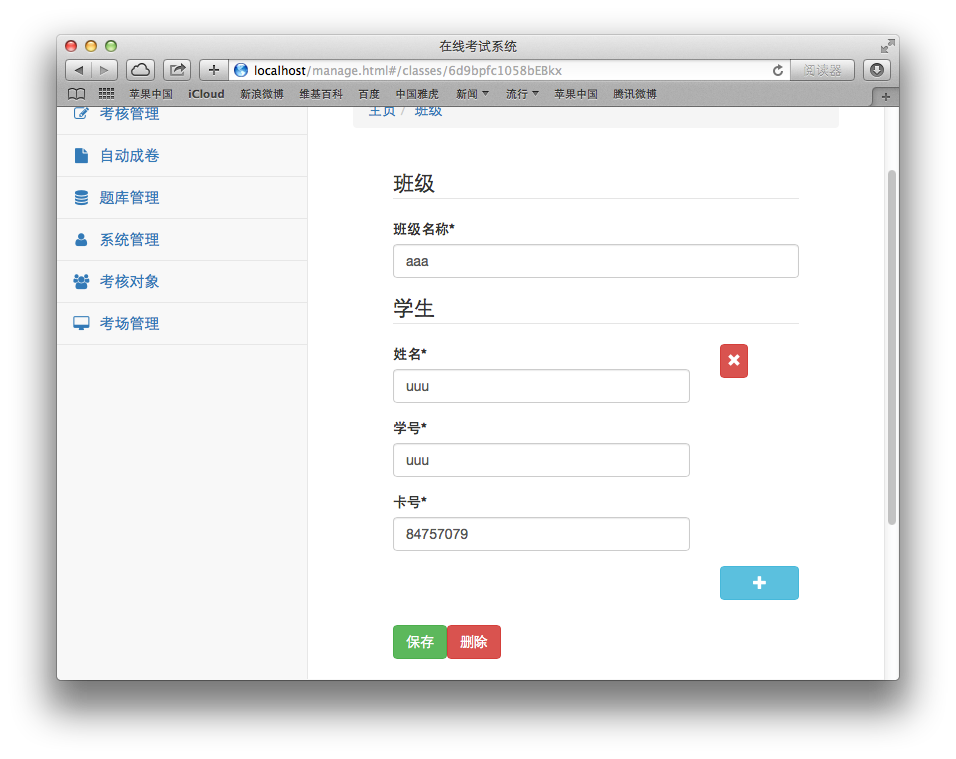 在线考试系统
localhost/manage.html#/classes/6d9bpfc1058bEBkx
阅读器
苹果中国 iCloud 新浪微博 维基百科 百度 中国雅虎 新闻 流行 苹果中国 腾讯微博
考核管理
自动成卷
题库管理
系统管理
考核对象
考场管理
主页 / 班级
班级
班级名称*
aaa
学生
姓名*
uuu
学号*
uuu
卡号*
84757079
保存 删除